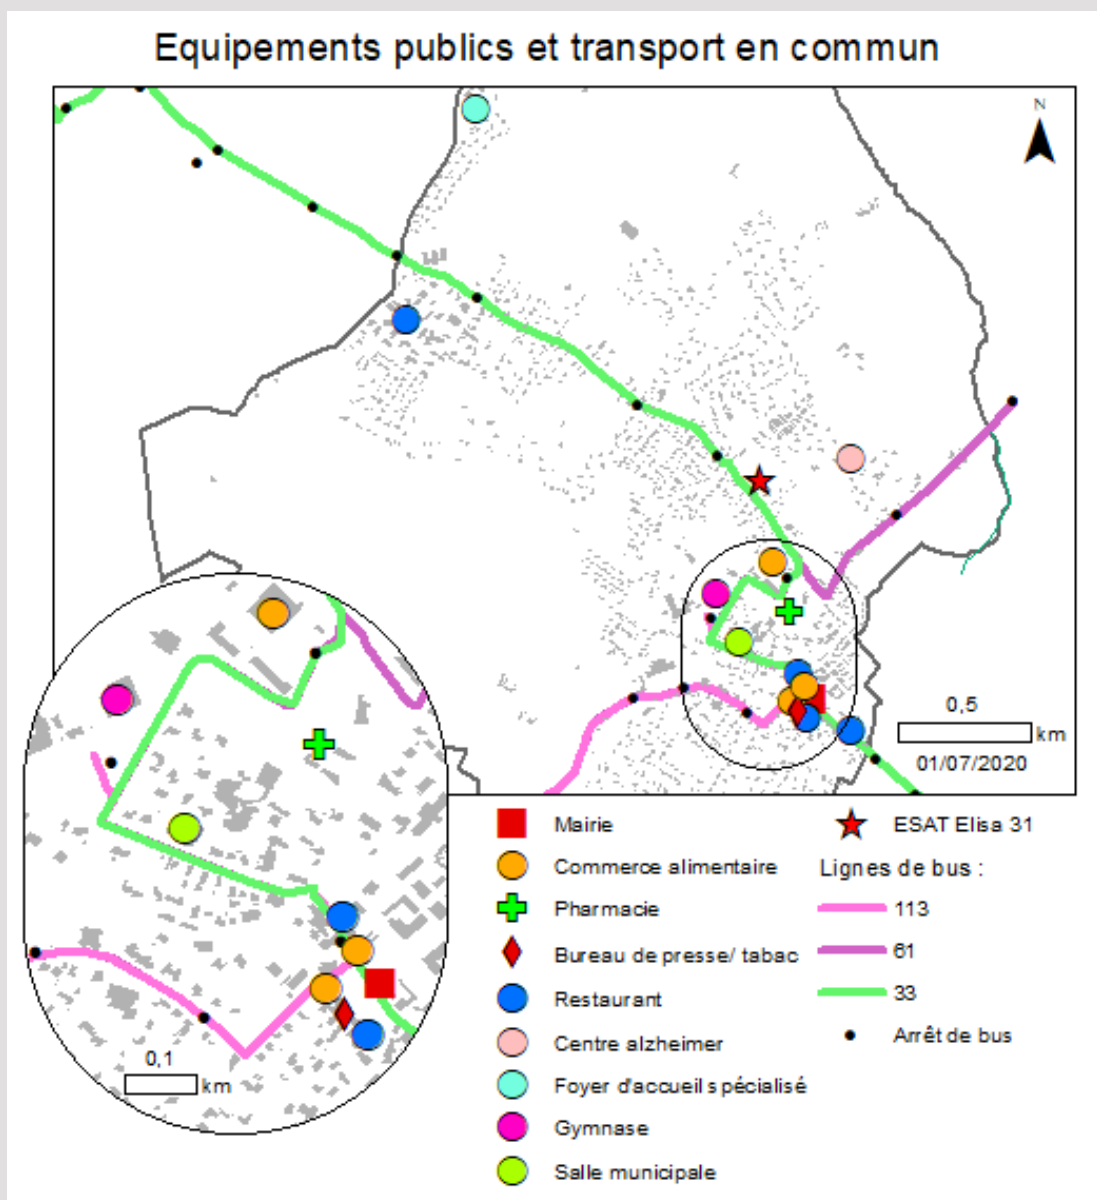 Equipements publics et transport en commun
N
0,5
km
01/07/2020
0,1
km
Mairie
Commerce alimentaire
Pharmacie
Bureau de presse/ tabac
Restaurant
Centre alzheimer
Foyer d'accueil spécialisé
Gymnase
Salle municipale
ESAT Elisa 31
Lignes de bus :
113
61
33
Arrêt de bus